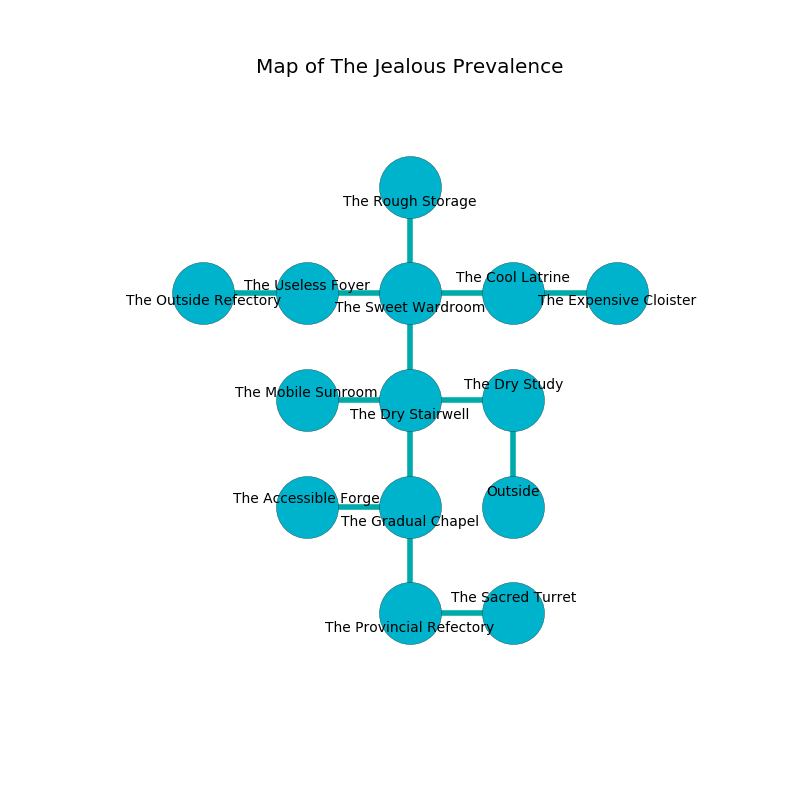 Map of The Jealous Prevalence
The Rough Storage
The Cool Latrine
The Useless Foyer
The Outside Refectory
The Expensive Cloister
The Sweet Wardroom
The Dry Study
The Mobile Sunroom
The Dry Stairwell
Outside
The Accessible Forge
The Gradual Chapel
The Sacred Turret
The Provincial Refectory